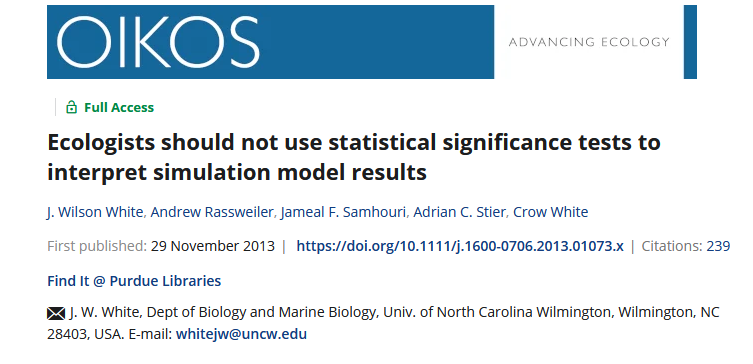 OIKOS
ADVANCING ECOLOGY
Full Access
Ecologists should not use statistical significance tests to
interpret simulation model results
J. Wilson White, Andrew Rassweiler, Jameal F. Samhouri, Adrian C. Stier, Crow White
First published: 29 November 2013 | https://doi.org/10.1111/j.1600-0706.2013.01073.x | Citations: 239
Find It @ Purdue Libraries
J. W. White, Dept of Biology and Marine Biology, Univ. of North Carolina Wilmington, Wilmington, NC
28403, USA. E-mail: whitejw@uncw.edu